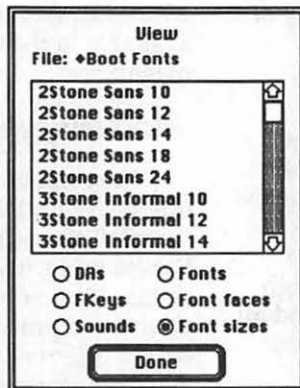 View
File: ♦Boot Fonts
2Stone Sans 10
2Stone Sans 12
2Stone Sans 14
2Stone Sans 18
2Stone Sans 24
3Stone Informal 10
3Stone Informal 12
3Stone Informal 14
DAs Fonts
FKeys Font faces
Sounds Font sizes
Done